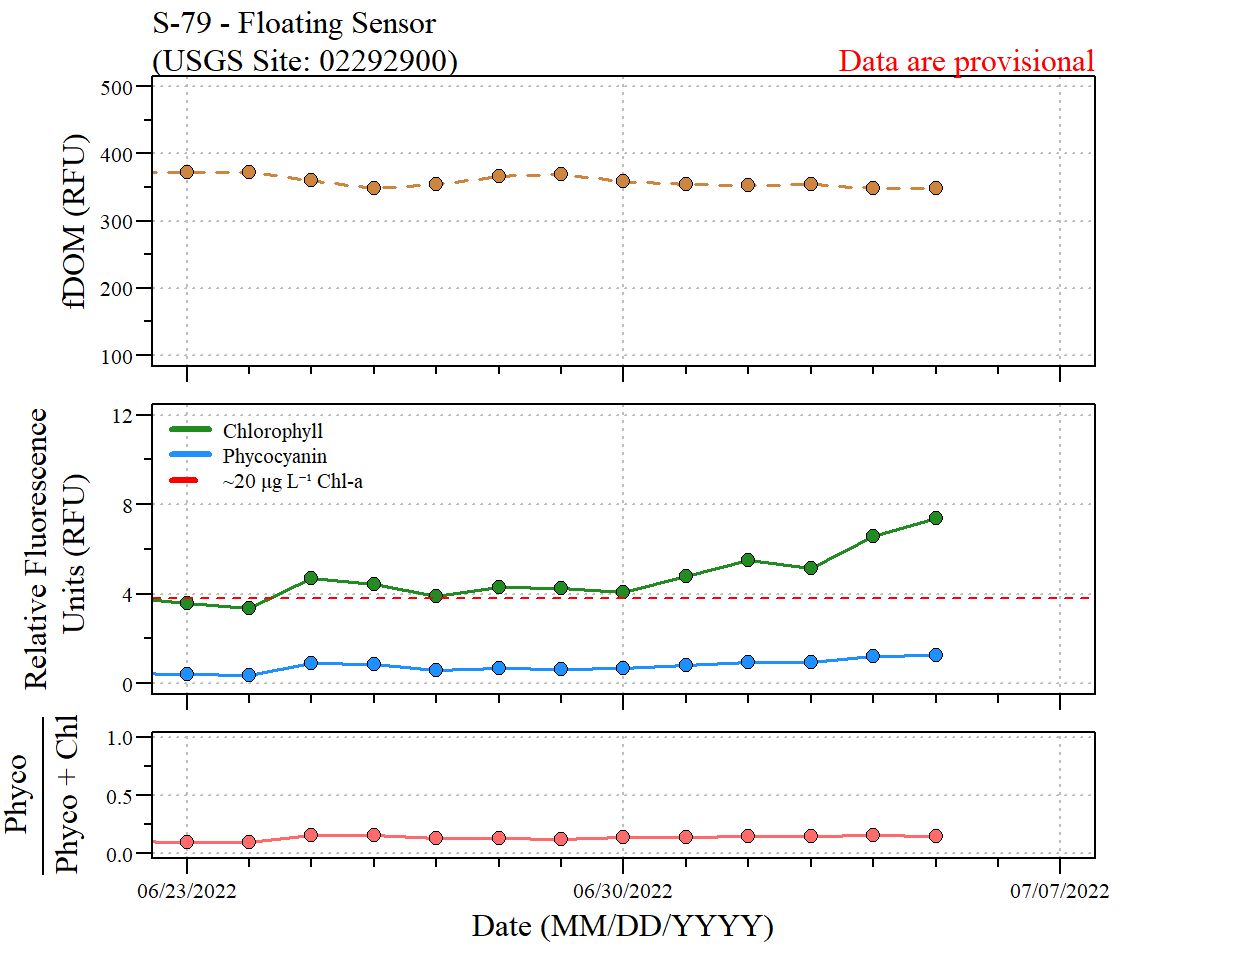 S-79 - Floating Sensor
(USGS Site: 02292900)
Data are provisional
fDOM (RFU)
500
400
300
200
100
Relative Fluorescence
Units (RFU)
12
8
4
0
Chlorophyll
Phycocyanin
~20 µg L⁻¹ Chl-a
Phyco
Phyco + Chl
1.0
0.5
0.0
06/23/2022
06/30/2022
07/07/2022
Date (MM/DD/YYYY)